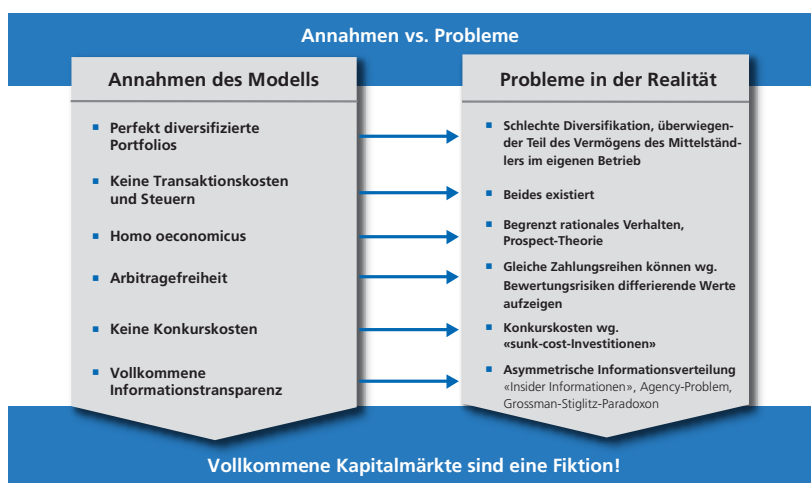 Annahmen vs. Probleme
Annahmen des Modells
▪ Perfekt diversifizierte
Portfolios
▪ Keine Transaktionskosten
und Steuern
▪ Homo oeconomicus
▪ Arbitragefreiheit
▪ Keine Konkurskosten
▪ Vollkommene
Informationstransparenz
Probleme in der Realität
▪ Schlechte Diversifikation, überwiegen-
der Teil des Vermögens des Mittelständ-
lers im eigenen Betrieb
▪ Beides existiert
▪ Begrenzt rationales Verhalten,
Prospect-Theorie
▪ Gleiche Zahlungsreihen können wg.
Bewertungsrisiken differierende Werte
aufzeigen
▪ Konkurskosten wg.
«sunk-cost-Investitionen»
▪ Asymmetrische Informationsverteilung
«Insider Informationen», Agency-Problem,
Grossman-Stiglitz-Paradoxon
Vollkommene Kapitalmärkte sind eine Fiktion!